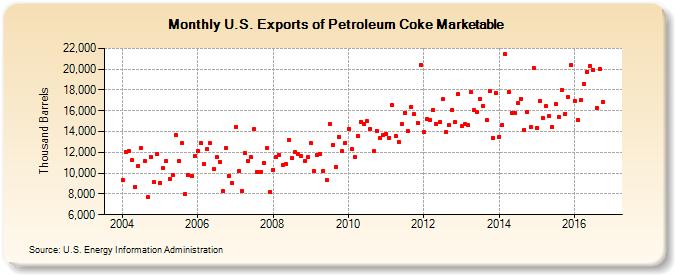 Monthly U.S. Exports of Petroleum Coke Marketable
Thousand Barrels
22,000
20,000
18,000
16,000
14,000
12,000
10,000
8,000
6,000
2004 2006 2008 2010 2012 2014 2016
Source: U.S. Energy Information Administration